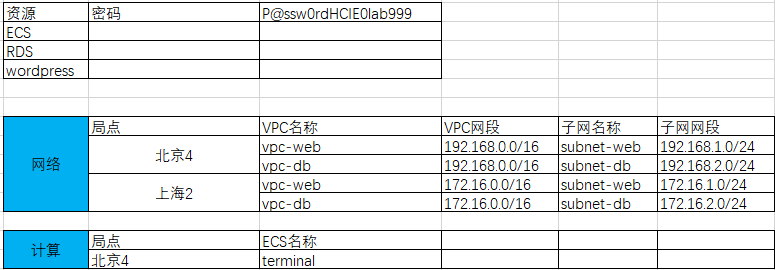 资源 密码 P@ssw0rdHCIE0lab999
ECS
RDS
wordpress
网络 局点 VPC名称 VPC网段 子网名称 子网网段
北京4 vpc-web 192.168.0.0/16 subnet-web 192.168.1.0/24
vpc-db 192.168.0.0/16 subnet-db 192.168.2.0/24
上海2 vpc-web 172.16.0.0/16 subnet-web 172.16.1.0/24
vpc-db 172.16.0.0/16 subnet-db 172.16.2.0/24
计算 局点 ECS名称
北京4 terminal